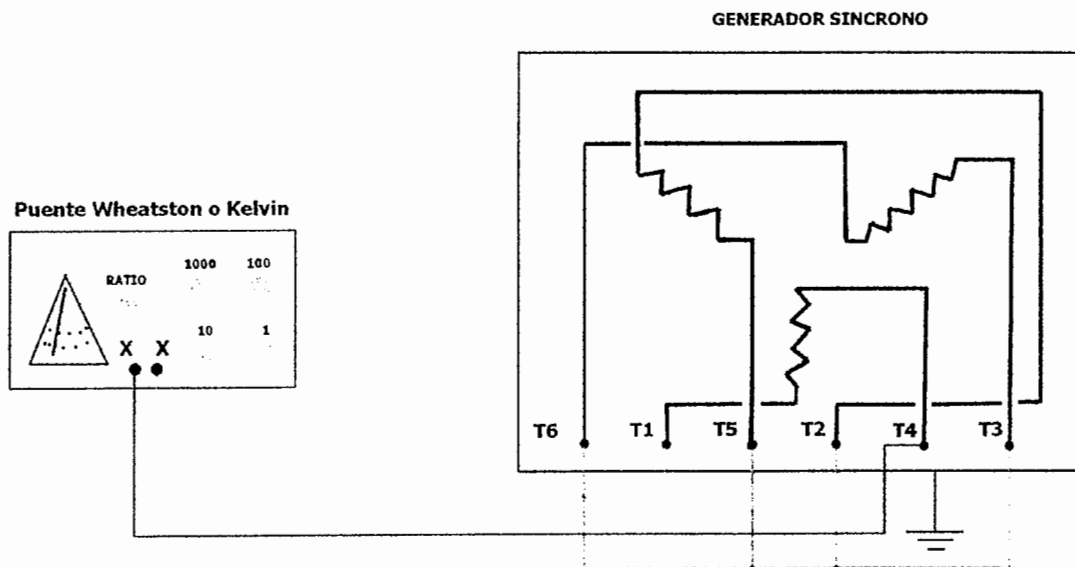 GENERADOR SINCRONO
Puente Wheatston o Kelvin
1000 100
RATIO
10 1
X X
T6 T1 T5 T2 T4 T3